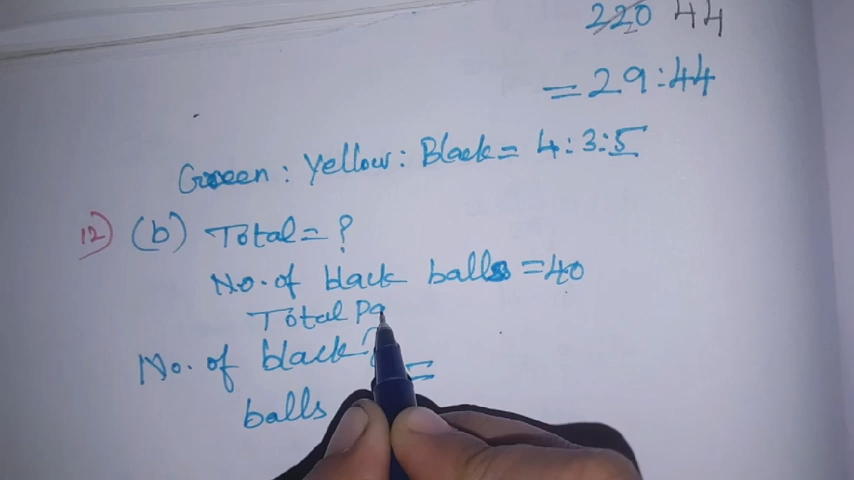 220 44
= 29:44
Green : Yellow : Black = 4:3:5
12) (b) Total = ?
No. of black balls = 40
Total Pa
No. of black
balls =